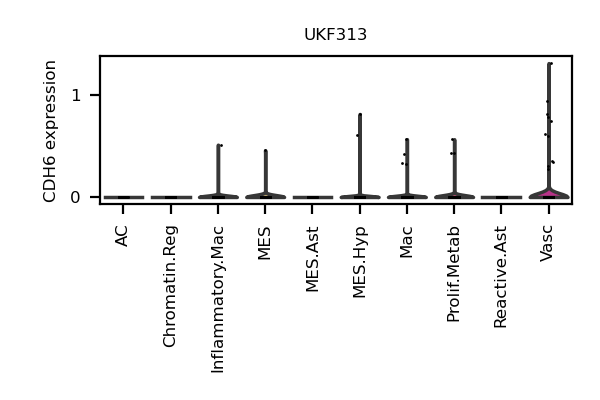 UKF313
CDH6 expression
1
0
AC
Chromatin.Reg
Inflammatory.Mac
MES
MES.Ast
MES.Hyp
Mac
Prolif.Metab
Reactive.Ast
Vasc